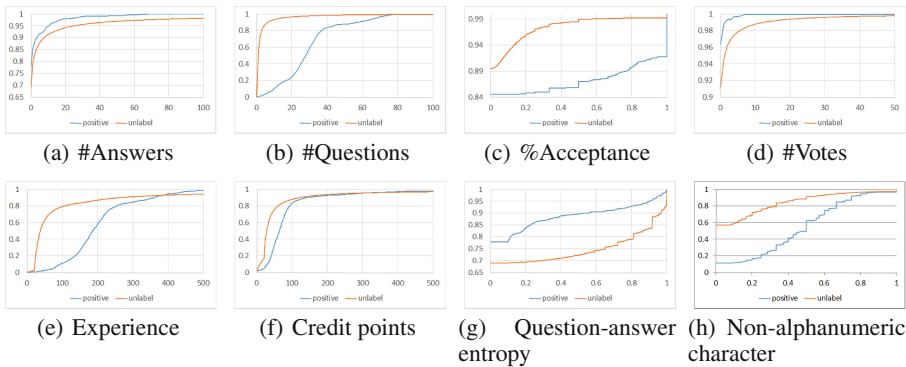 1
0.95
0.9
0.85
0.8
0.75
0.7
0.65
0 20 40 60 80 100
positive unlabel
(a) #Answers
1
0.8
0.6
0.4
0.2
0
0 20 40 60 80 100
positive unlabel
(b) #Questions
0.99
0.94
0.89
0.84
0 0.2 0.4 0.6 0.8 1
positive unlabel
(c) %Acceptance
1
0.98
0.96
0.94
0.92
0.9
0 10 20 30 40 50
positive unlabel
(d) #Votes
1
0.8
0.6
0.4
0.2
0
0 100 200 300 400 500
positive unlabel
(e) Experience
1
0.8
0.6
0.4
0.2
0
0 100 200 300 400 500
positive unlabel
(f) Credit points
1
0.95
0.9
0.85
0.8
0.75
0.7
0.65
0 0.2 0.4 0.6 0.8 1
positive unlabel
(g) Question-answer
entropy
1
0.8
0.6
0.4
0.2
0
0 0.2 0.4 0.6 0.8 1
positive unlabel
(h) Non-alphanumeric
character